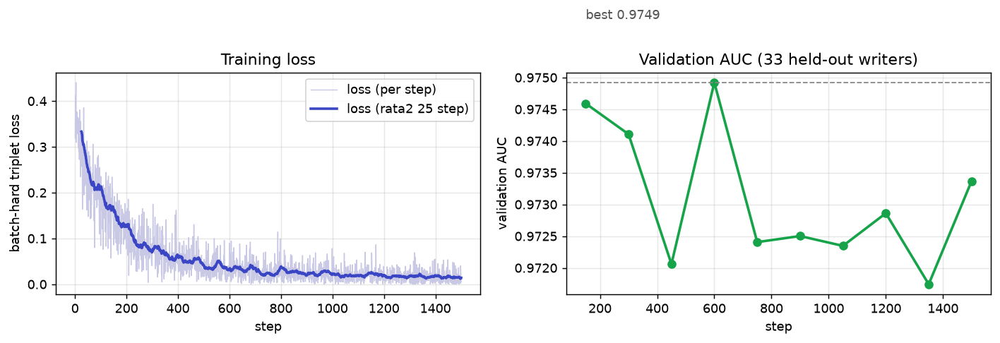 best 0.9749
Training loss
batch-hard triplet loss
0.4
0.3
0.2
0.1
0.0
loss (per step)
loss (rata2 25 step)
0 200 400 600 800 1000 1200 1400
step
Validation AUC (33 held-out writers)
validation AUC
0.9750
0.9745
0.9740
0.9735
0.9730
0.9725
0.9720
200 400 600 800 1000 1200 1400
step